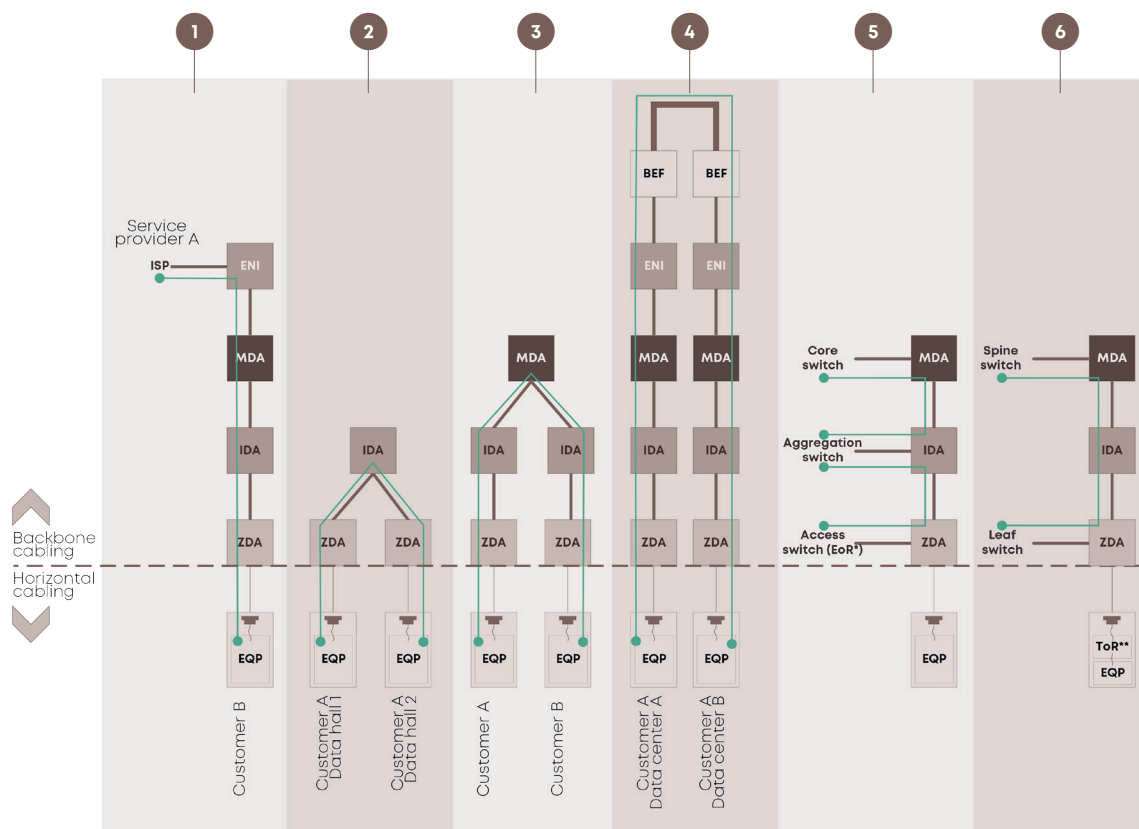 1
2
3
4
5
6
BEF
BEF
Service
provider A
ISP
ENI
ENI
ENI
MDA
MDA
MDA
MDA
Core
switch
MDA
Spine
switch
MDA
IDA
IDA
IDA
IDA
IDA
IDA
Aggregation
switch
IDA
IDA
Backbone
cabling
ZDA
ZDA
ZDA
ZDA
ZDA
ZDA
ZDA
Access
switch (EoR*)
ZDA
Leaf
switch
ZDA
Horizontal
cabling
EQP
EQP
EQP
EQP
EQP
EQP
EQP
EQP
ToR**
EQP
Customer B
Customer A
Data hall 1
Customer A
Data hall 2
Customer A
Customer B
Customer A
Data center A
Customer A
Data center B